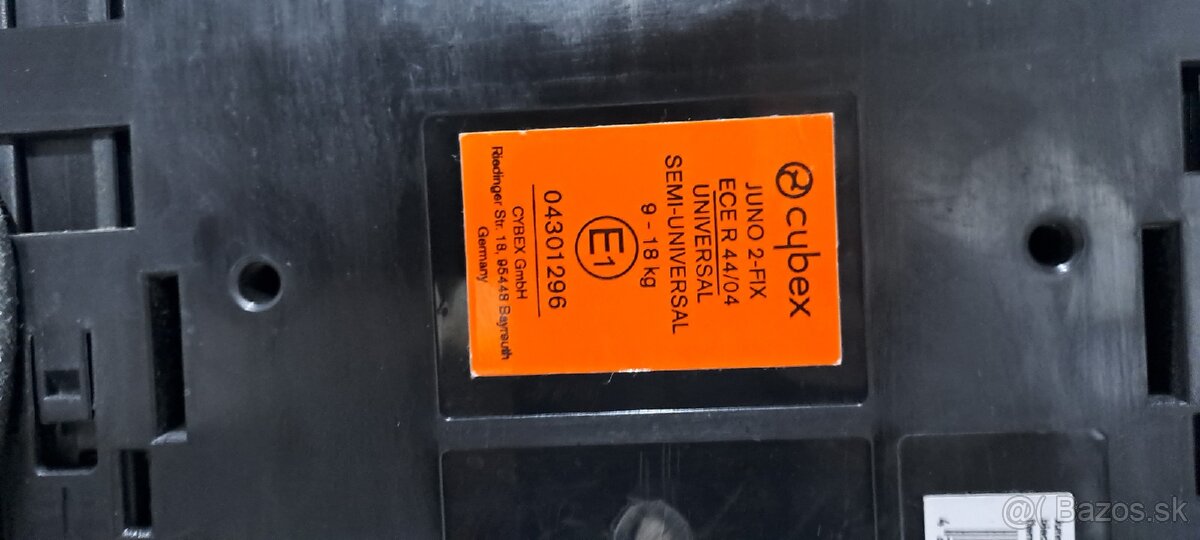 cybex
JUNO 2-FIX
ECE R 44/04
UNIVERSAL
SEMI-UNIVERSAL
9 - 18 kg
E1
04301296
CYBEX GmbH
Riedinger Str. 18, 95448 Bayreuth
Germany
@( Bazos.sk